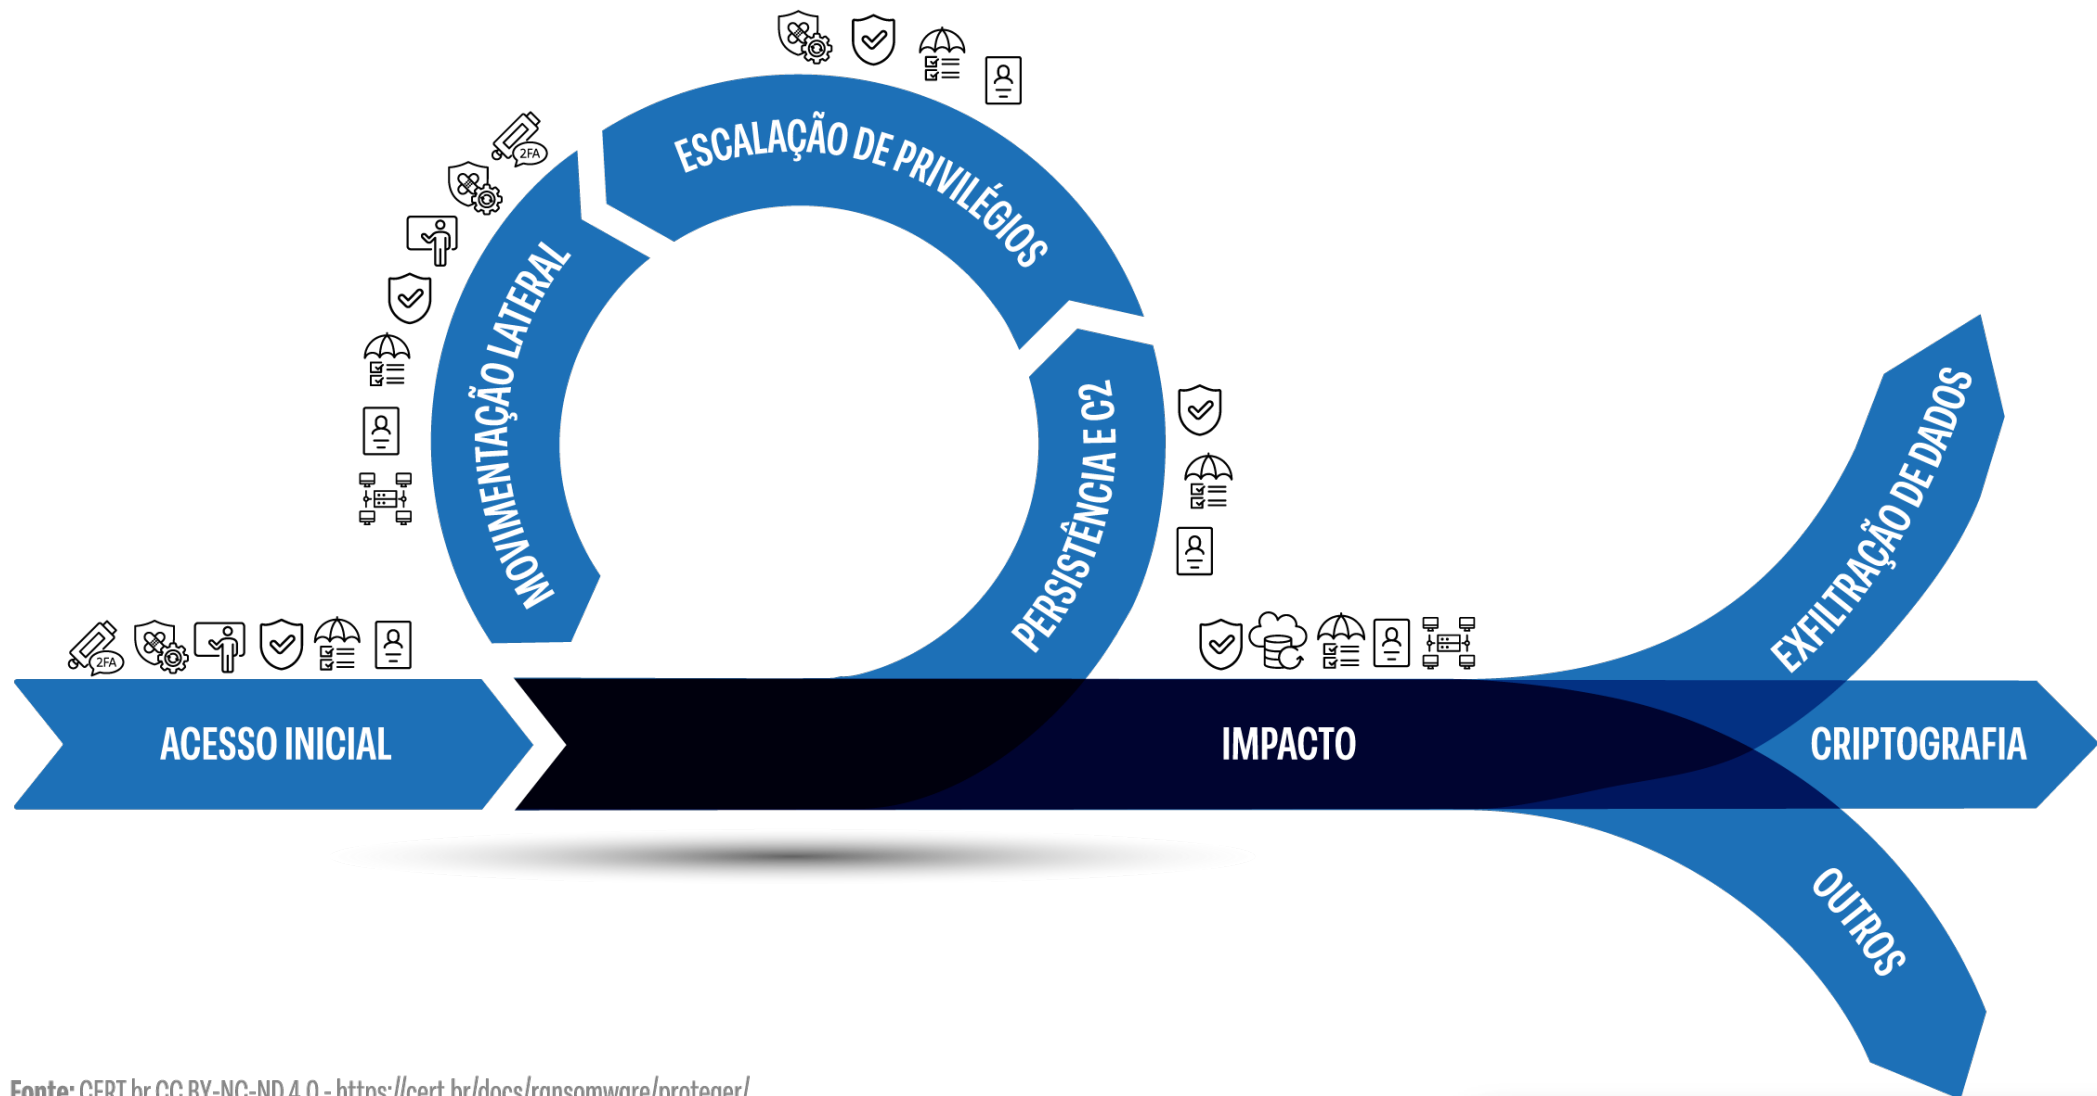 2FA
ESCALAÇÃO DE PRIVILÉGIOS
2FA
MOVIMENTAÇÃO LATERAL
PERSISTÊNCIA E C2
EXFILTRAÇÃO DE DADOS
ACESSO INICIAL
IMPACTO
CRIPTOGRAFIA
OUTROS
Fonte: CERT.br CC BY-NC-ND 4.0 - https://cert.br/docs/ransomware/proteger/